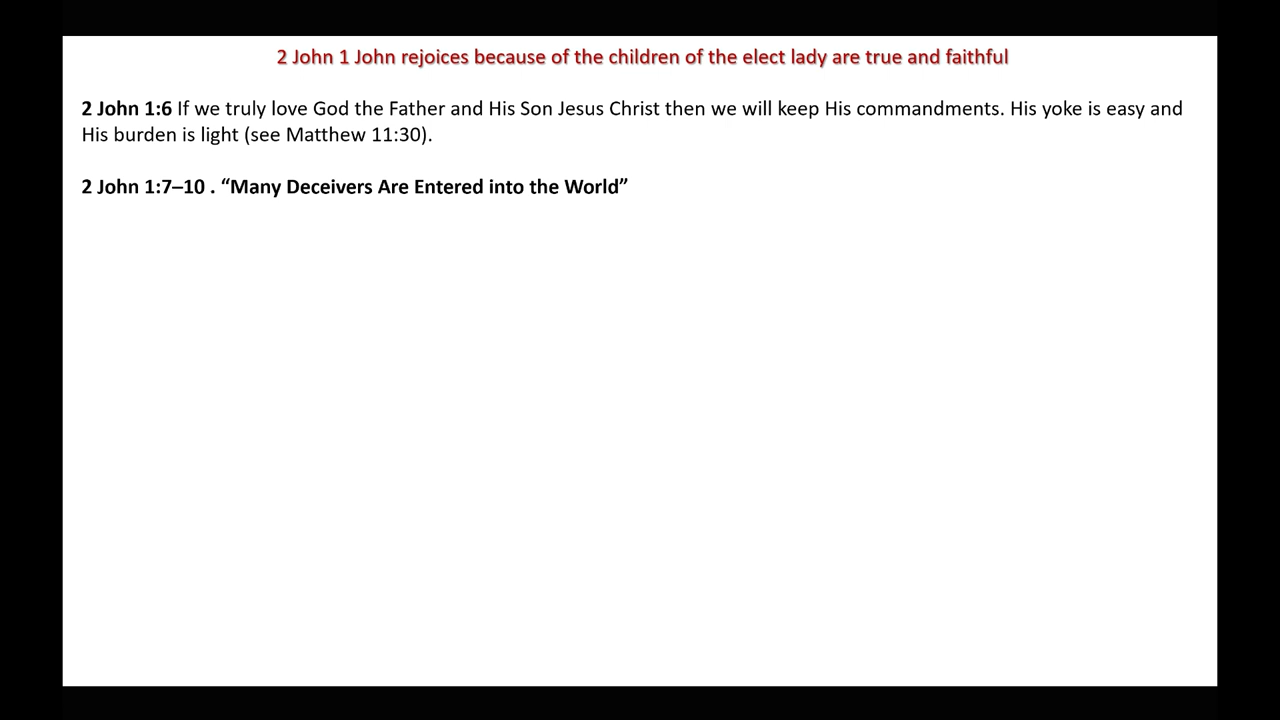 2 John 1 John rejoices because of the children of the elect lady are true and faithful
2 John 1:6 If we truly love God the Father and His Son Jesus Christ then we will keep His commandments. His yoke is easy and
His burden is light (see Matthew 11:30).
2 John 1:7–10 . “Many Deceivers Are Entered into the World”